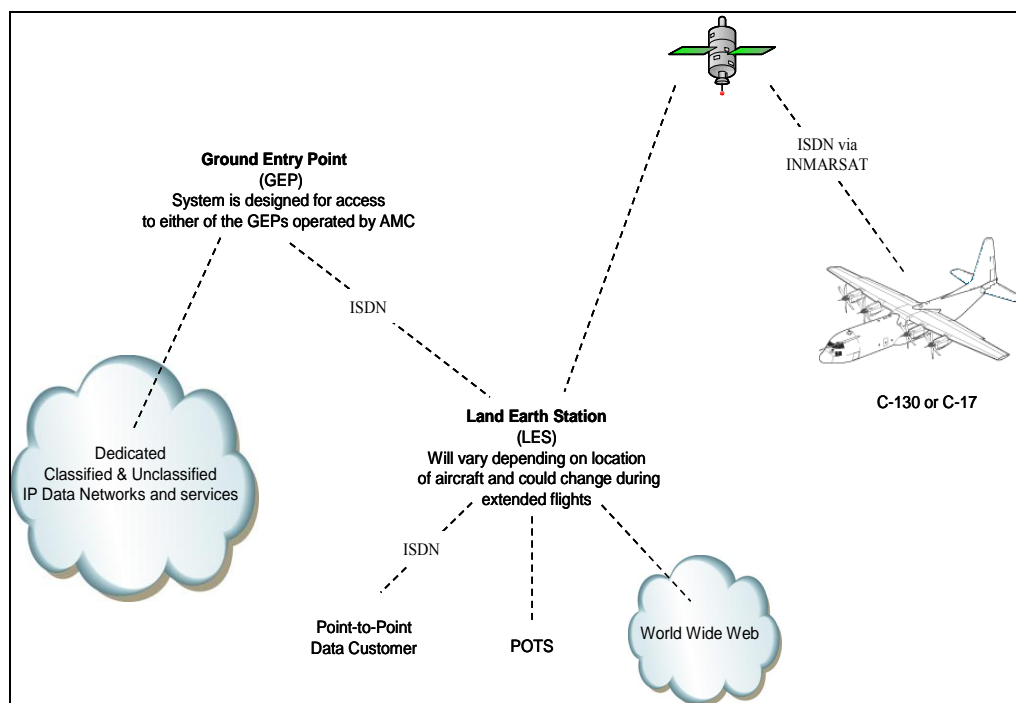 ISDN via
INMARSAT
Ground Entry Point
(GEP)
System is designed for access
to either of the GEPs operated by AMC
ISDN
C-130 or C-17
Land Earth Station
(LES)
Will vary depending on location
of aircraft and could change during
extended flights
Dedicated
Classified & Unclassified
IP Data Networks and services
ISDN
Point-to-Point
Data Customer
POTS
World Wide Web